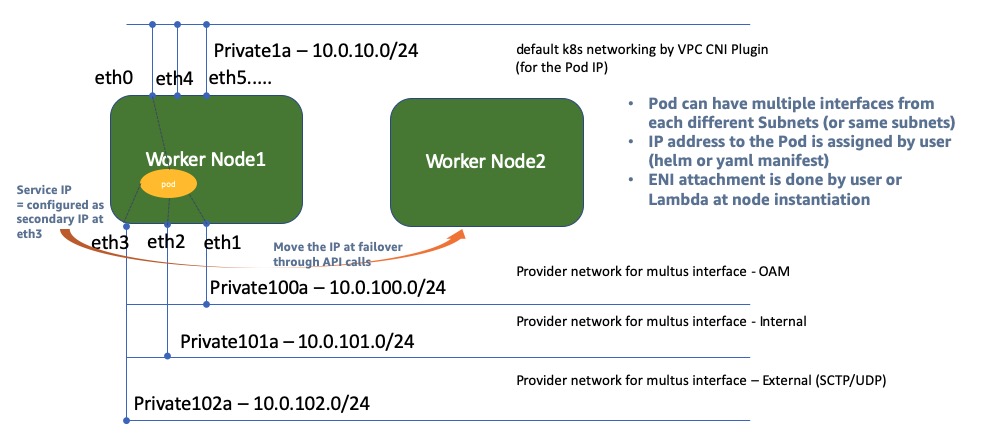 Private1a – 10.0.10.0/24
default k8s networking by VPC CNI Plugin
(for the Pod IP)
eth0
eth4
eth5.....
• Pod can have multiple interfaces from
each different Subnets (or same subnets)
• IP address to the Pod is assigned by user
(helm or yaml manifest)
• ENI attachment is done by user or
Lambda at node instantiation
Worker Node1
Worker Node2
pod
Service IP
= configured as
secondary IP at
eth3
eth3
eth2
eth1
Move the IP at failover
through API calls
Provider network for multus interface - OAM
Private100a – 10.0.100.0/24
Provider network for multus interface - Internal
Private101a – 10.0.101.0/24
Provider network for multus interface – External (SCTP/UDP)
Private102a – 10.0.102.0/24